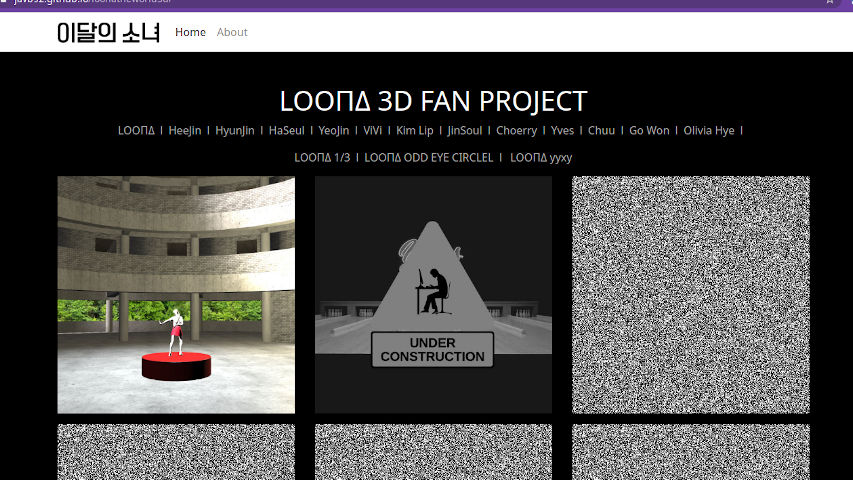 이달의 소녀 Home About
LOOΠΔ 3D FAN PROJECT
LOOΠΔ | HeeJin | HyunJin | HaSeul | YeoJin | ViVi | Kim Lip | JinSoul | Choerry | Yves | Chuu | Go Won | Olivia Hye |
LOOΠΔ 1/3 | LOOΠΔ ODD EYE CIRCLEL | LOOΠΔ yyxy
UNDER
CONSTRUCTION